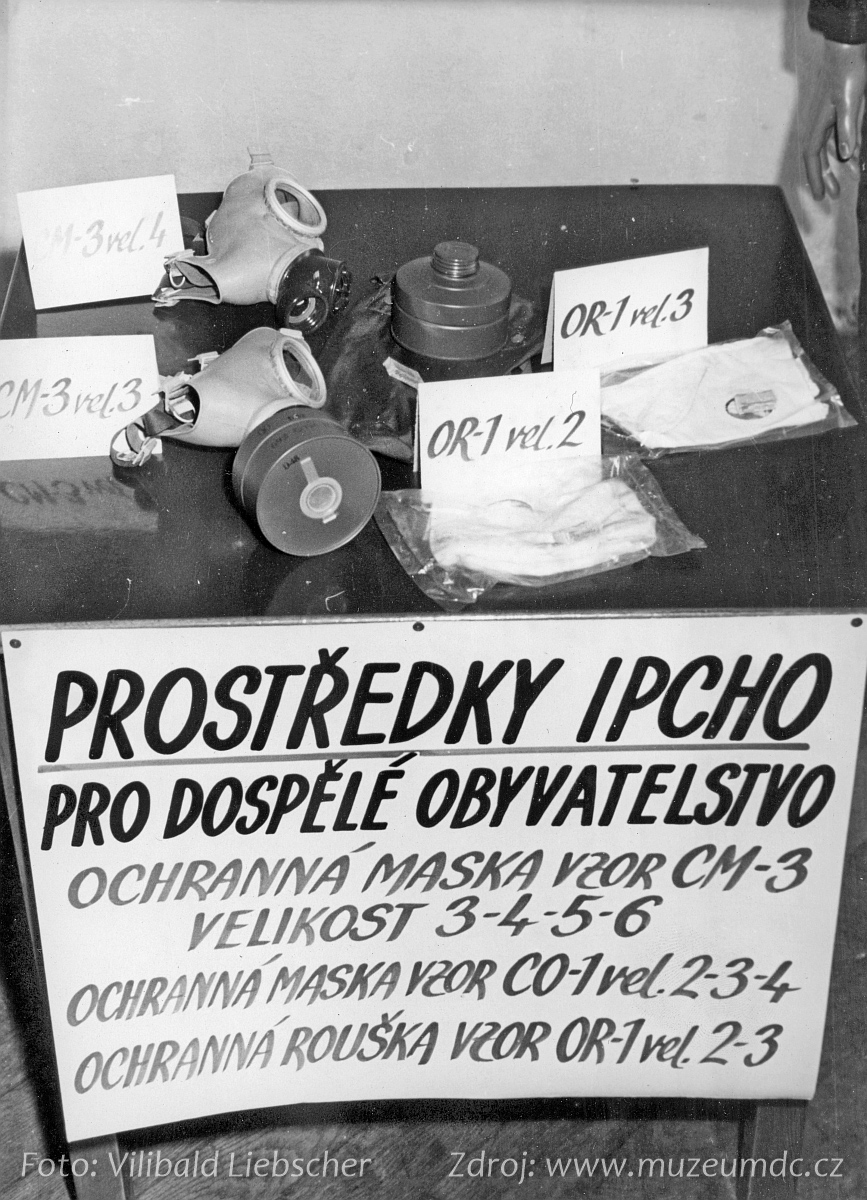 CM-3 vel. 4
CM-3 vel. 3
OR-1 vel. 3
OR-1 vel. 2
PROSTŘEDKY IPCHO
PRO DOSPĚLÉ OBYVATELSTVO
OCHRANNÁ MASKA VZOR CM-3
VELIKOST 3-4-5-6
OCHRANNÁ MASKA VZOR CO-1 vel. 2-3-4
OCHRANNÁ ROUŠKA VZOR OR-1 vel. 2-3
Foto: Vilibald Liebscher Zdroj: www.muzeumdc.cz